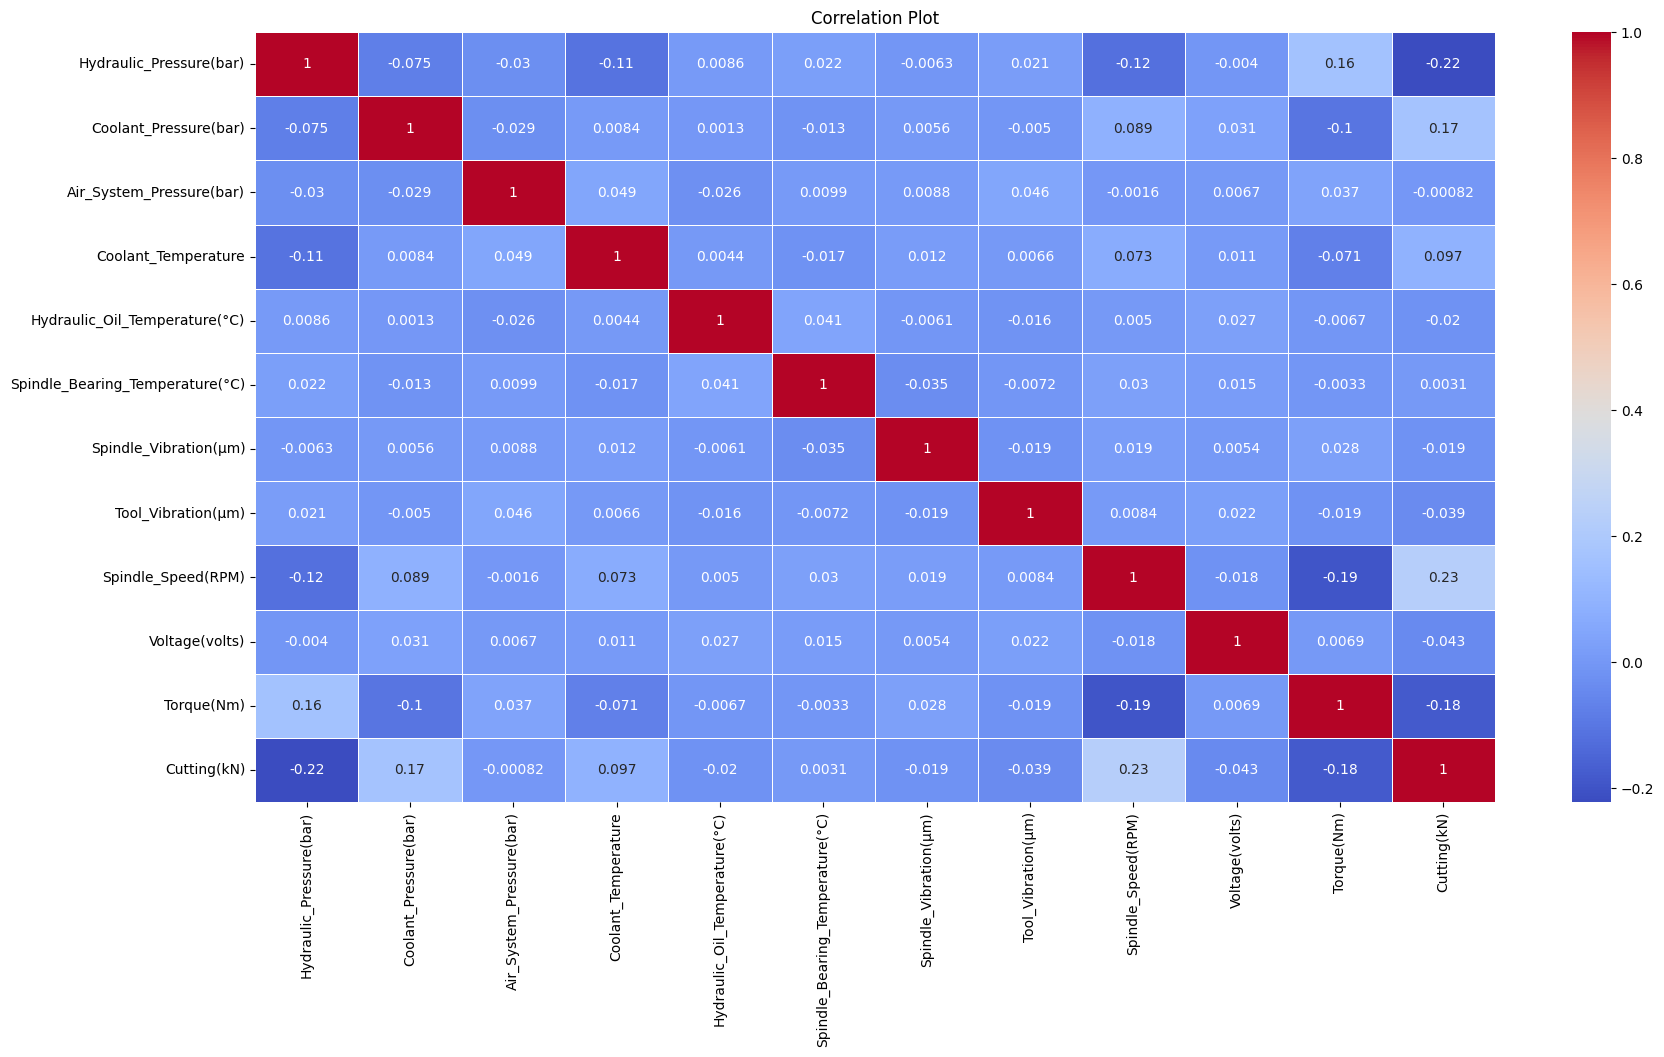 Correlation Plot
Hydraulic_Pressure(bar) 1 -0.075 -0.03 -0.11 0.0086 0.022 -0.0063 0.021 -0.12 -0.004 0.16 -0.22
Coolant_Pressure(bar) -0.075 1 -0.029 0.0084 0.0013 -0.013 0.0056 -0.005 0.089 0.031 -0.1 0.17
Air_System_Pressure(bar) -0.03 -0.029 1 0.049 -0.026 0.0099 0.0088 0.046 -0.0016 0.0067 0.037 -0.00082
Coolant_Temperature -0.11 0.0084 0.049 1 0.0044 -0.017 0.012 0.0066 0.073 0.011 -0.071 0.097
Hydraulic_Oil_Temperature(°C) 0.0086 0.0013 -0.026 0.0044 1 0.041 -0.0061 -0.016 0.005 0.027 -0.0067 -0.02
Spindle_Bearing_Temperature(°C) 0.022 -0.013 0.0099 -0.017 0.041 1 -0.035 -0.0072 0.03 0.015 -0.0033 0.0031
Spindle_Vibration(µm) -0.0063 0.0056 0.0088 0.012 -0.0061 -0.035 1 -0.019 0.019 0.0054 0.028 -0.019
Tool_Vibration(µm) 0.021 -0.005 0.046 0.0066 -0.016 -0.0072 -0.019 1 0.0084 0.022 -0.019 -0.039
Spindle_Speed(RPM) -0.12 0.089 -0.0016 0.073 0.005 0.03 0.019 0.0084 1 -0.018 -0.19 0.23
Voltage(volts) -0.004 0.031 0.0067 0.011 0.027 0.015 0.0054 0.022 -0.018 1 0.0069 -0.043
Torque(Nm) 0.16 -0.1 0.037 -0.071 -0.0067 -0.0033 0.028 -0.019 -0.19 0.0069 1 -0.18
Cutting(kN) -0.22 0.17 -0.00082 0.097 -0.02 0.0031 -0.019 -0.039 0.23 -0.043 -0.18 1
Hydraulic_Pressure(bar)
Coolant_Pressure(bar)
Air_System_Pressure(bar)
Coolant_Temperature
Hydraulic_Oil_Temperature(°C)
Spindle_Bearing_Temperature(°C)
Spindle_Vibration(µm)
Tool_Vibration(µm)
Spindle_Speed(RPM)
Voltage(volts)
Torque(Nm)
Cutting(kN)
1.0
0.8
0.6
0.4
0.2
0.0
−0.2